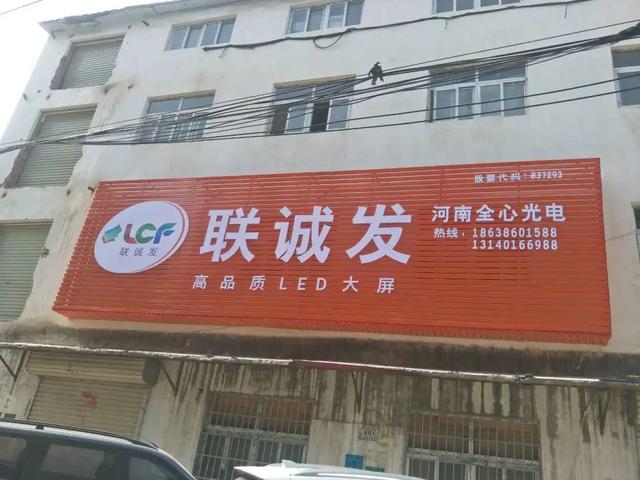 股票代码:837293
LCF
联诚发
联诚发
高品质LED大屏
河南全心光电
热线:18638601588
13140166988